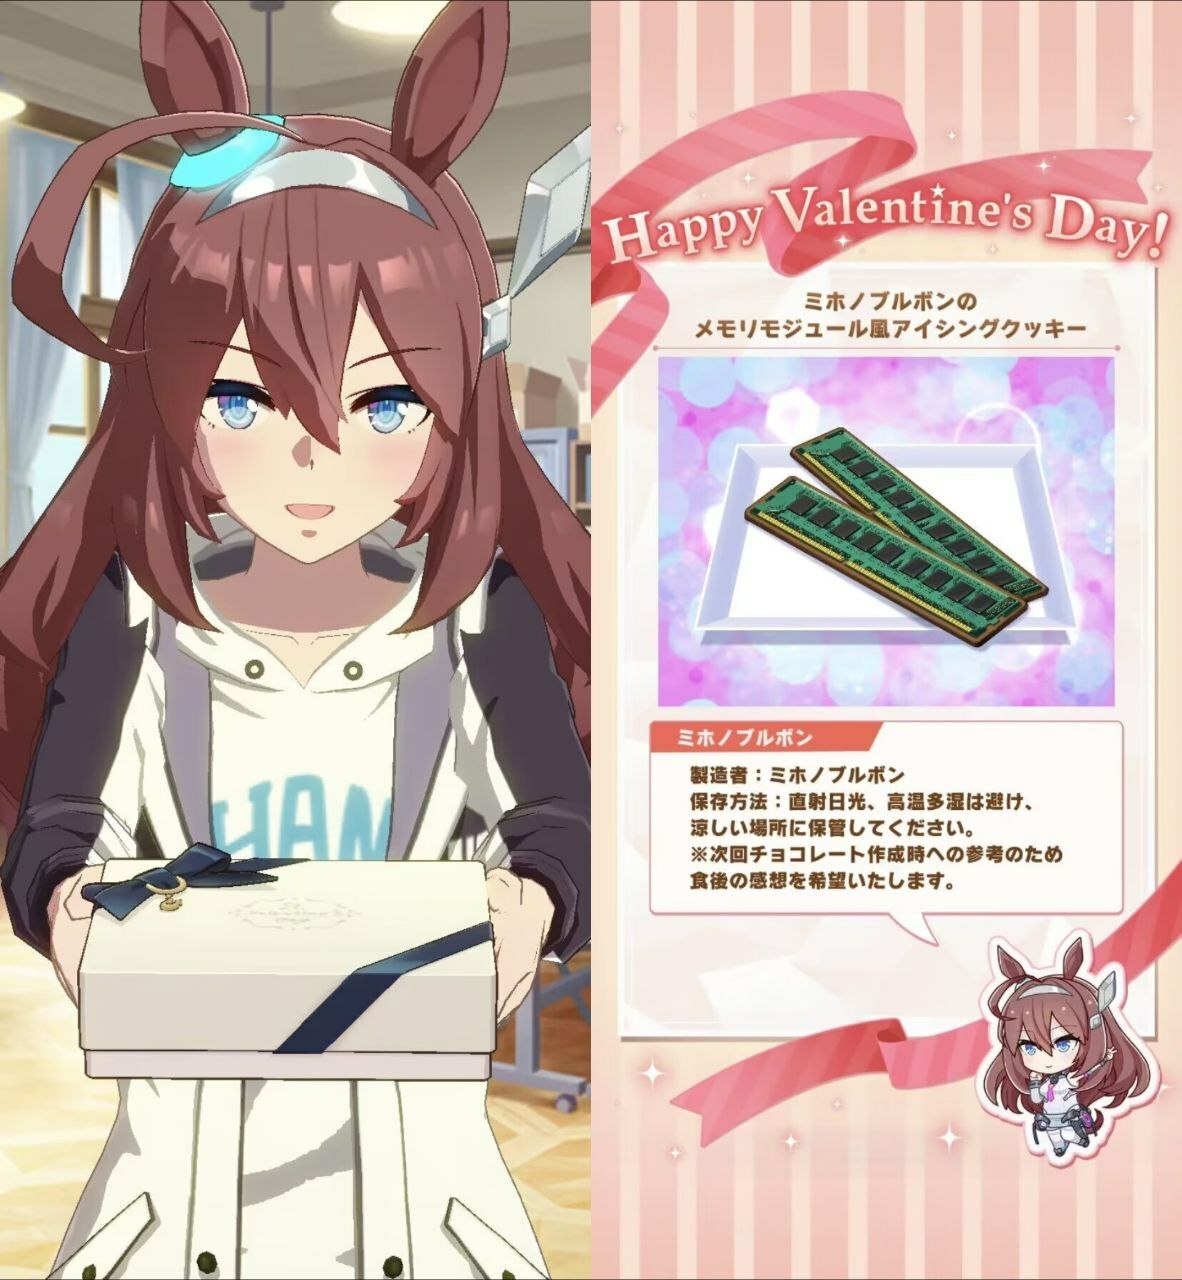 HAM
Happy Valentine's Day!
ミホノブルボンの
メモリモジュール風アイシングクッキー
ミホノブルボン
製造者：ミホノブルボン
保存方法：直射日光、高温多湿は避け、
涼しい場所に保管してください。
※次回チョコレート作成時への参考のため
食後の感想を希望いたします。